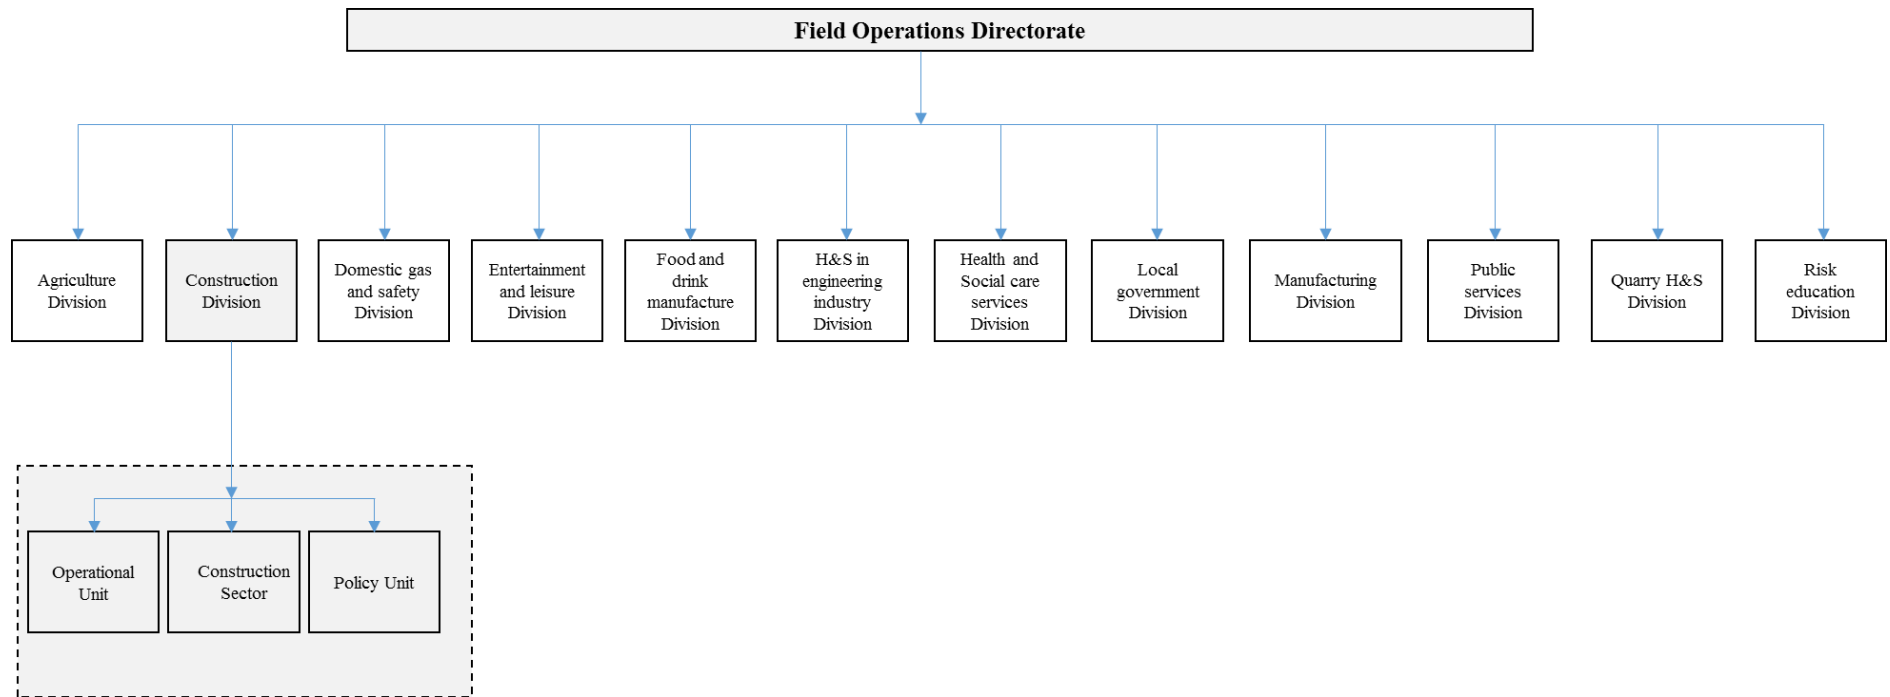 Field Operations Directorate
Agriculture
Division
Construction
Division
Domestic gas
and safety
Division
Entertainment
and leisure
Division
Food and
drink
manufacture
Division
H&S in
engineering
industry
Division
Health and
Social care
services
Division
Local
government
Division
Manufacturing
Division
Public
services
Division
Quarry H&S
Division
Risk
education
Division
Operational
Unit
Construction
Sector
Policy Unit